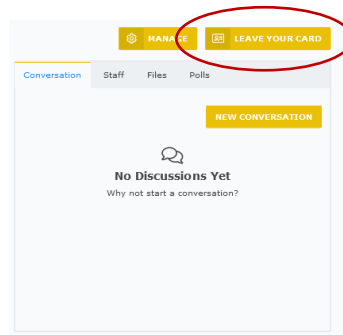 MANAGE LEAVE YOUR CARD
Conversation Staff Files Polls
NEW CONVERSATION
No Discussions Yet
Why not start a conversation?